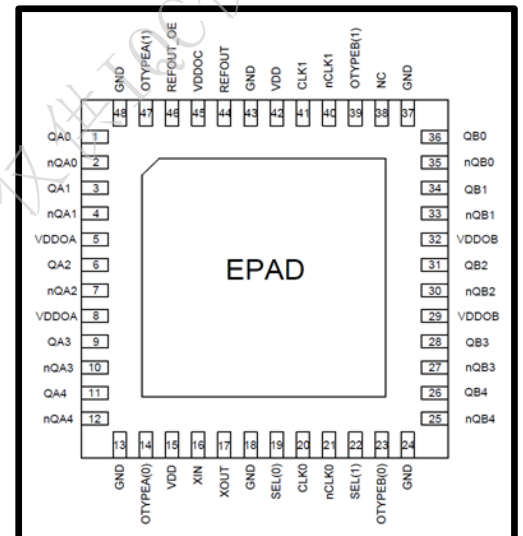 GND OTYPEA(1) REFOUT_OE VDDOC REFOUT GND VDD CLK1 nCLK1 OTYPEB(1) NC GND
48 47 46 45 44 43 42 41 40 39 38 37
QA0 1 36 QB0
nQA0 2 35 nQB0
QA1 3 34 QB1
nQA1 4 33 nQB1
VDDOA 5 32 VDDOB
QA2 6 31 QB2
nQA2 7 30 nQB2
VDDOA 8 29 VDDOB
QA3 9 28 QB3
nQA3 10 27 nQB3
QA4 11 26 QB4
nQA4 12 25 nQB4
EPAD
13 14 15 16 17 18 19 20 21 22 23 24
GND OTYPEA(0) VDD XIN XOUT GND SEL(0) CLK0 nCLK0 SEL(1) OTYPEB(0) GND
仅供IQC